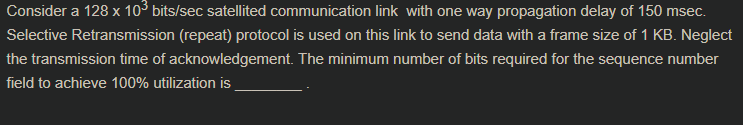 Consider a 128 x 10³ bits/sec satellited communication link with one way propagation delay of 150 msec.
Selective Retransmission (repeat) protocol is used on this link to send data with a frame size of 1 KB. Neglect
the transmission time of acknowledgement. The minimum number of bits required for the sequence number
field to achieve 100% utilization is _________ .